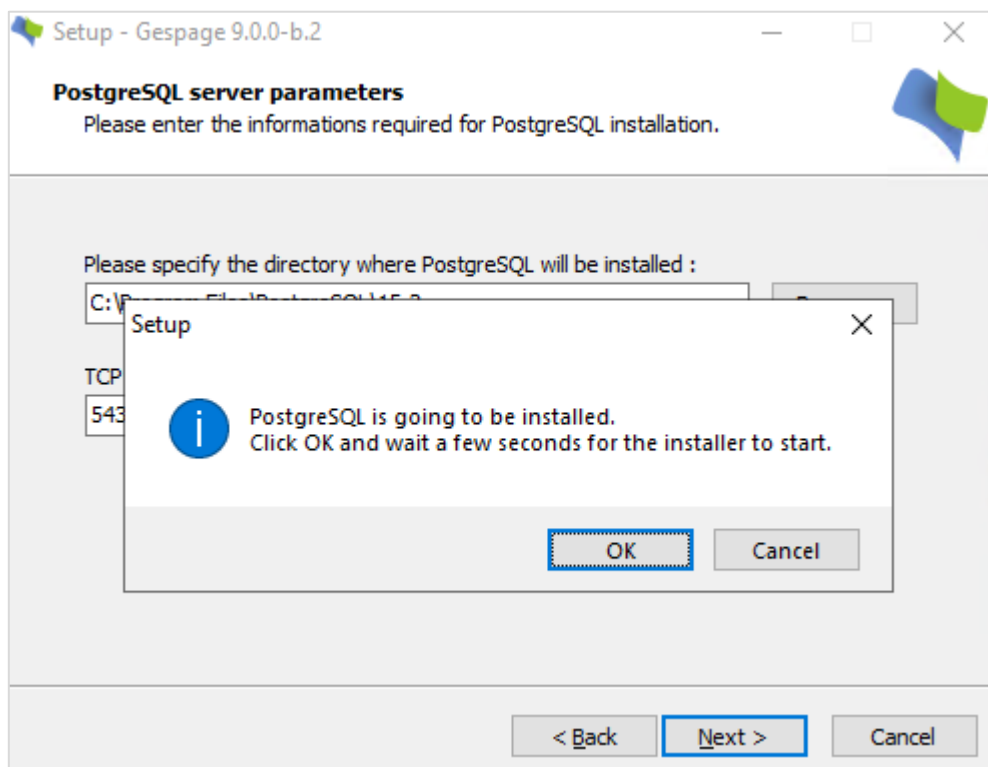 Setup - Gespage 9.0.0-b.2
PostgreSQL server parameters
Please enter the informations required for PostgreSQL installation.
Please specify the directory where PostgreSQL will be installed :
C:\
Setup
TCP
543
PostgreSQL is going to be installed.
Click OK and wait a few seconds for the installer to start.
OK
Cancel
< Back
Next >
Cancel